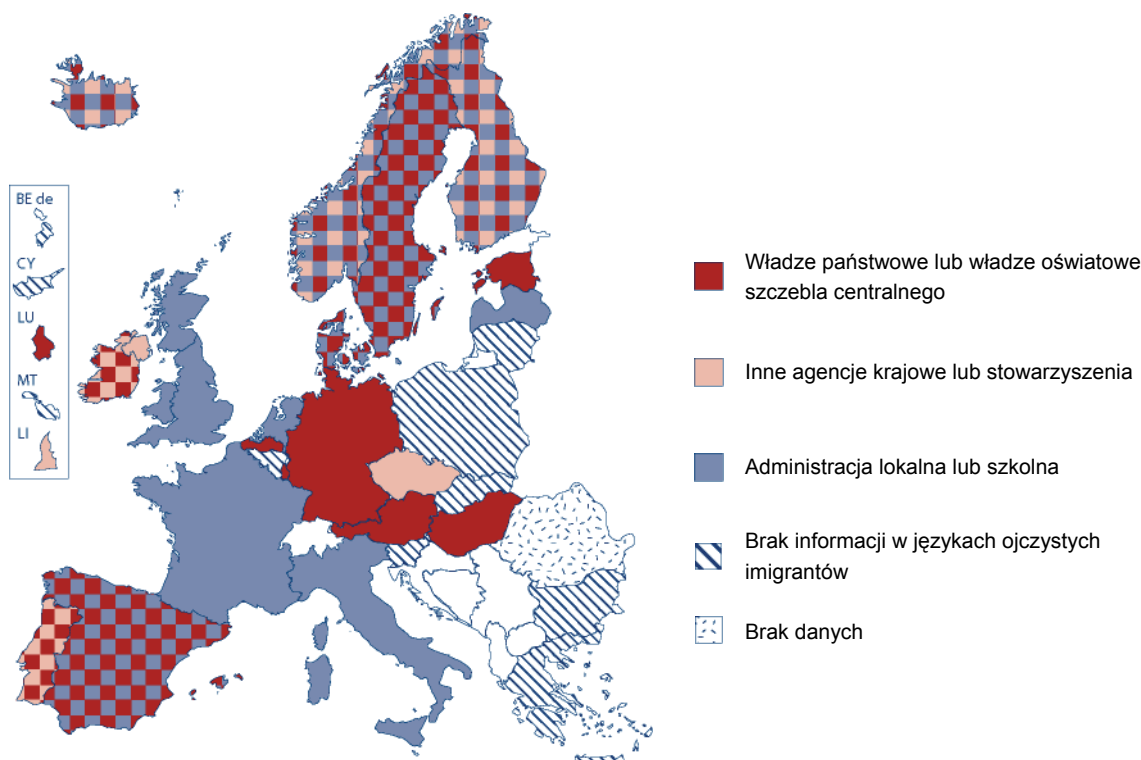 BE de
CY
LU
MT
LI
Władze państwowe lub władze oświatowe
szczebla centralnego
Inne agencje krajowe lub stowarzyszenia
Administracja lokalna lub szkolna
Brak informacji w językach ojczystych
imigrantów
Brak danych